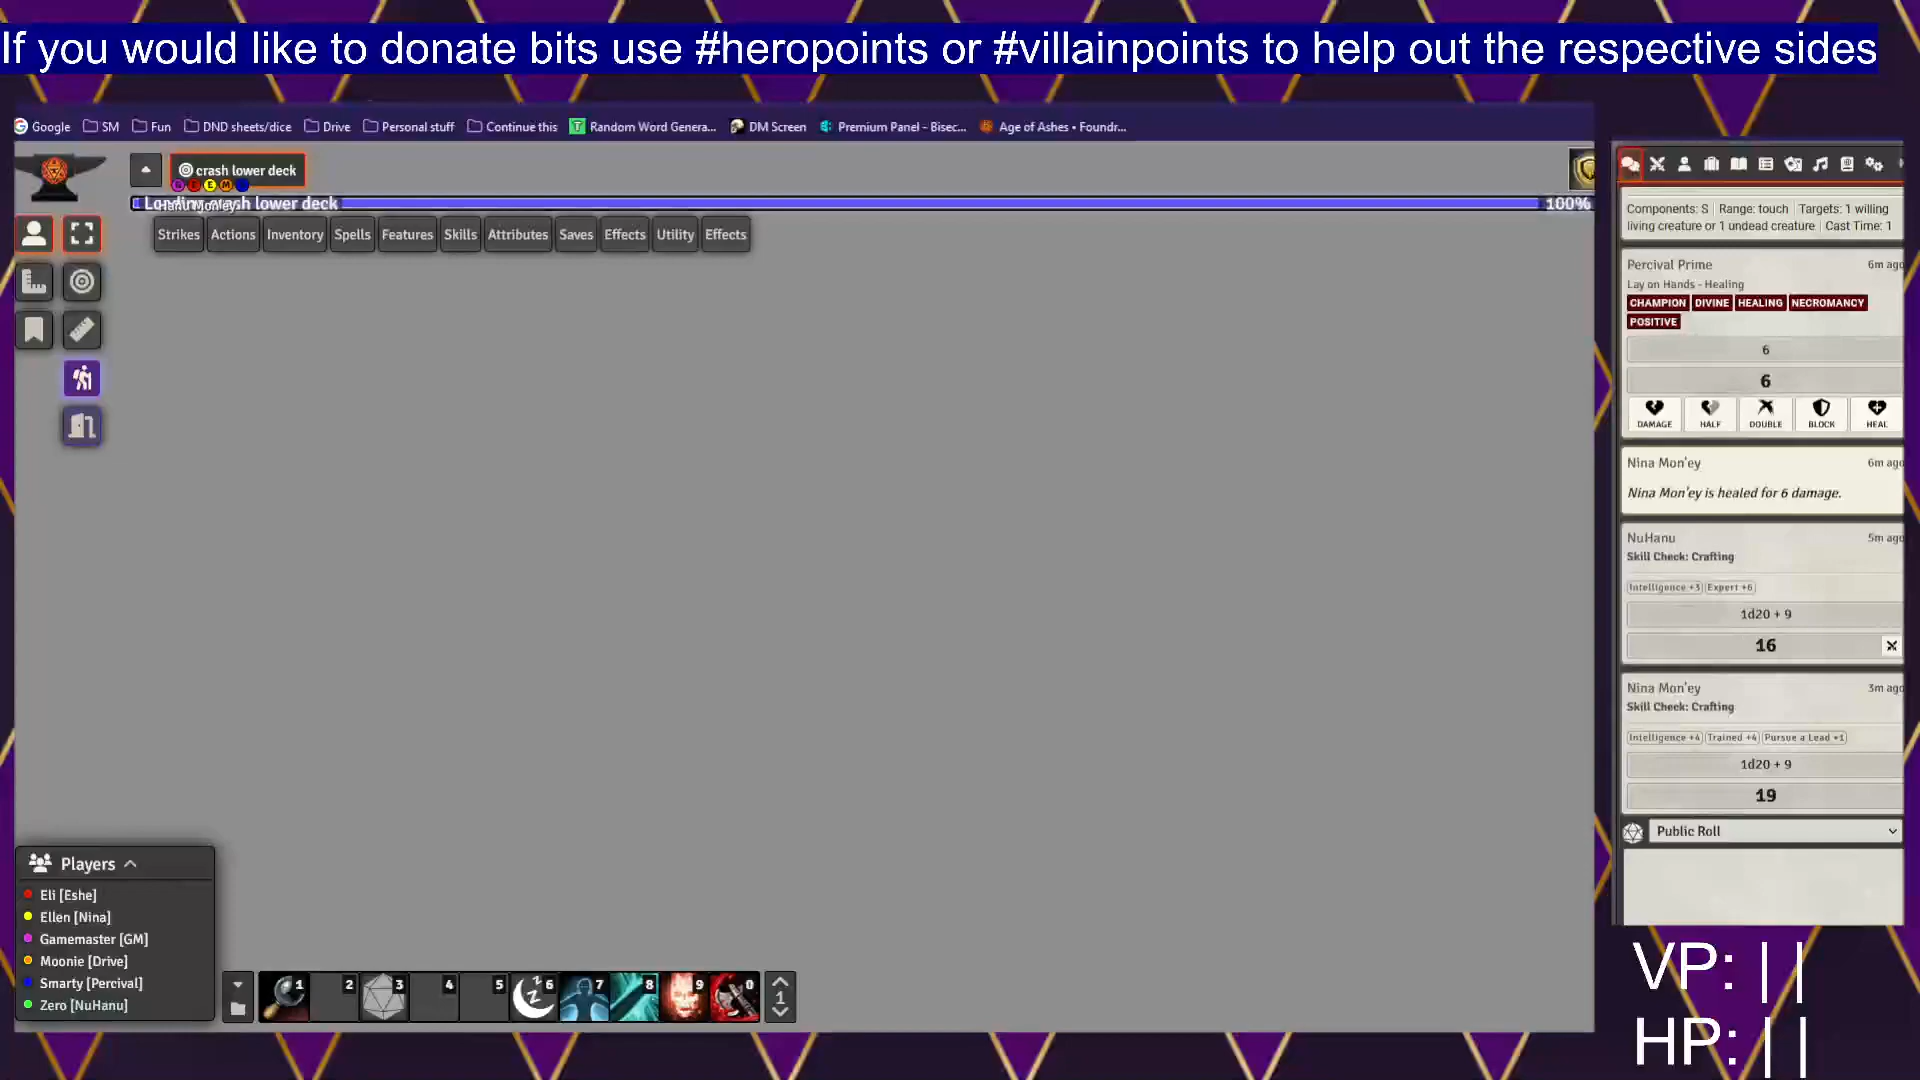 If you would like to donate bits use #heropoints or #villainpoints to help out the respective sides
Google SM Fun DND sheets/dice Drive Personal stuff Continue this Random Word Genera... DM Screen Premium Panel – Bisec... Age of Ashes • Foundr...
crash lower deck
G E E M S
Loading crash lower deck 100%
Strikes Actions Inventory Spells Features Skills Attributes Saves Effects Utility Effects
Components: S Range: touch Targets: 1 willing
living creature or 1 undead creature Cast Time: 1
Percival Prime 6m ago
Lay on Hands - Healing
CHAMPION DIVINE HEALING NECROMANCY
POSITIVE
6
6
DAMAGE HALF DOUBLE BLOCK HEAL
Nina Mon'ey 6m ago
Nina Mon'ey is healed for 6 damage.
NuHanu 5m ago
Skill Check: Crafting
Intelligence +3 Expert +6
1d20 + 9
16
Nina Mon'ey 3m ago
Skill Check: Crafting
Intelligence +4 Trained +4 Pursue a Lead +1
1d20 + 9
19
Public Roll
Players
Eli [Eshe]
Ellen [Nina]
Gamemaster [GM]
Moonie [Drive]
Smarty [Percival]
Zero [NuHanu]
1 2 3 4 5 6 7 8 9 0
1
VP: | |
HP: | |